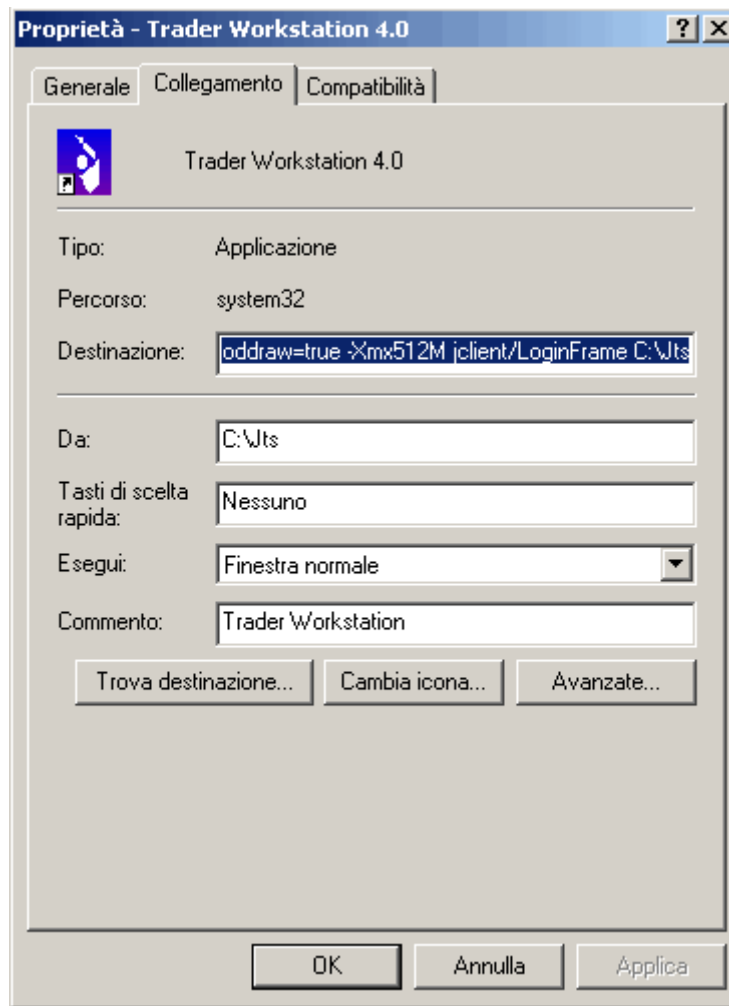 Proprietà - Trader Workstation 4.0
Generale Collegamento Compatibilità
Trader Workstation 4.0
Tipo: Applicazione
Percorso: system32
Destinazione: oddraw=true -Xmx512M jclient/LoginFrame C:\Jts
Da: C:\Jts
Tasti di scelta
rapida: Nessuno
Esegui: Finestra normale
Commento: Trader Workstation
Trova destinazione... Cambia icona... Avanzate...
OK Annulla Applica